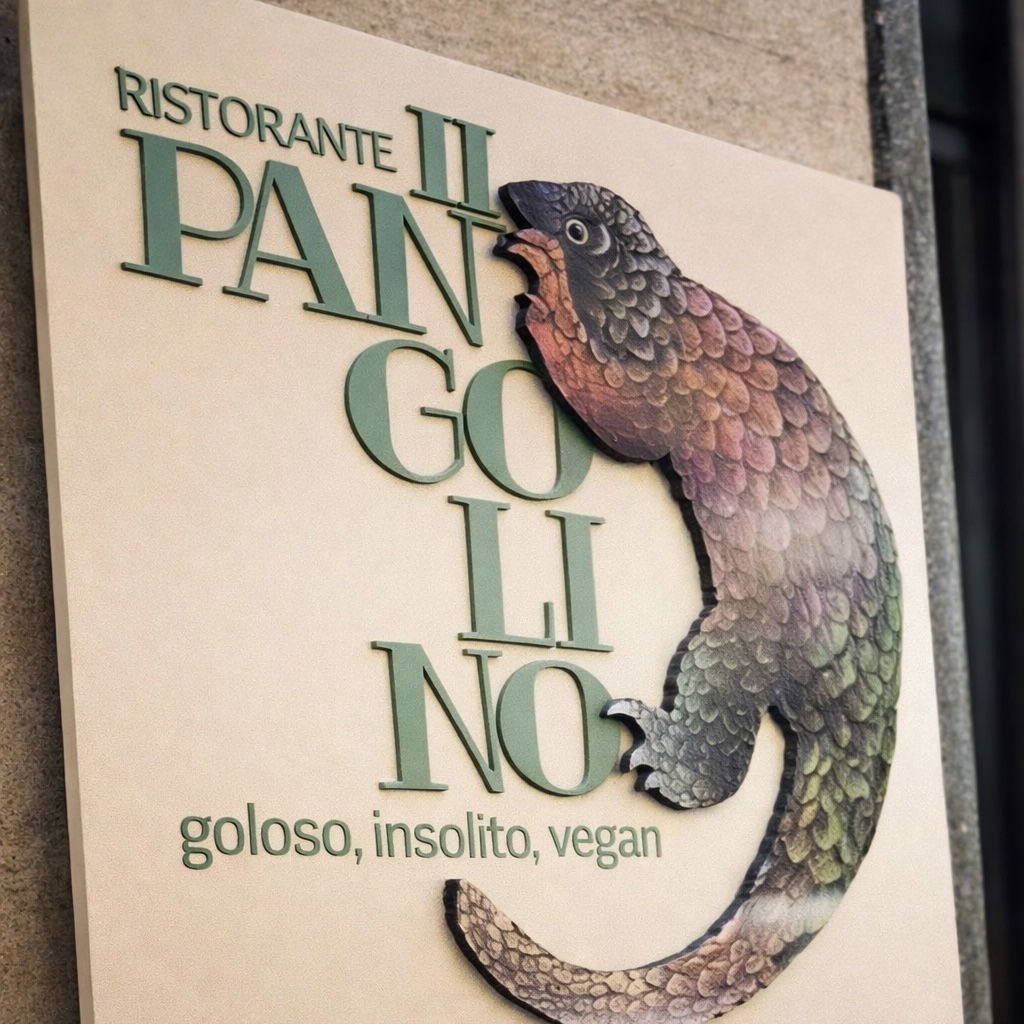 RISTORANTE IL
PAN
GO
LI
NO
goloso, insolito, vegan